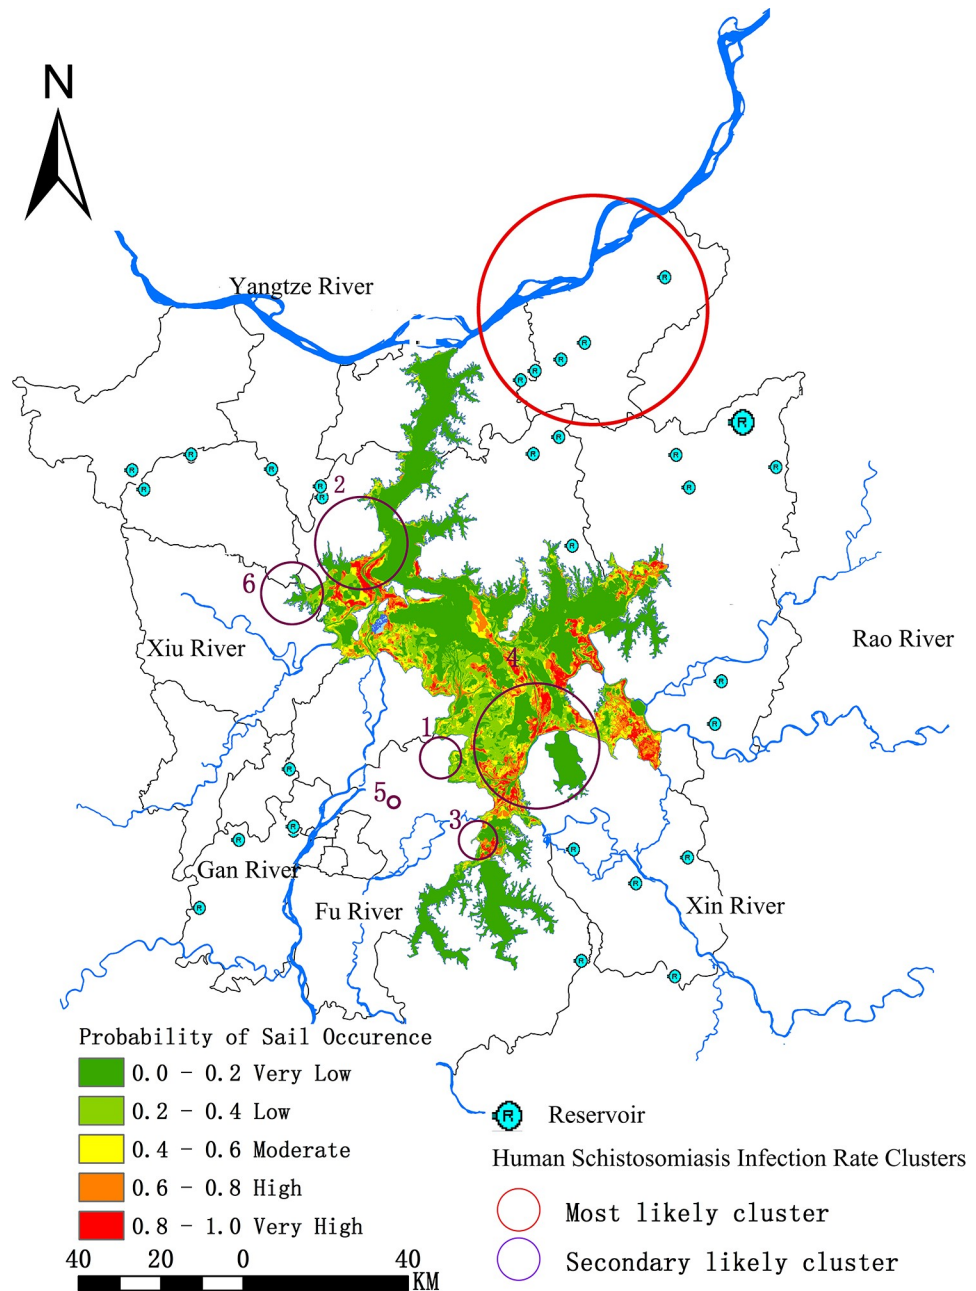 N
Yangtze River
2
6
Xiu River
Rao River
4
1
5
3
Gan River
Fu River
Xin River
Probability of Sail Occurence
0.0 - 0.2 Very Low
0.2 - 0.4 Low
0.4 - 0.6 Moderate
0.6 - 0.8 High
0.8 - 1.0 Very High
40 20 0 40
KM
R Reservoir
Human Schistosomiasis Infection Rate Clusters
Most likely cluster
Secondary likely cluster